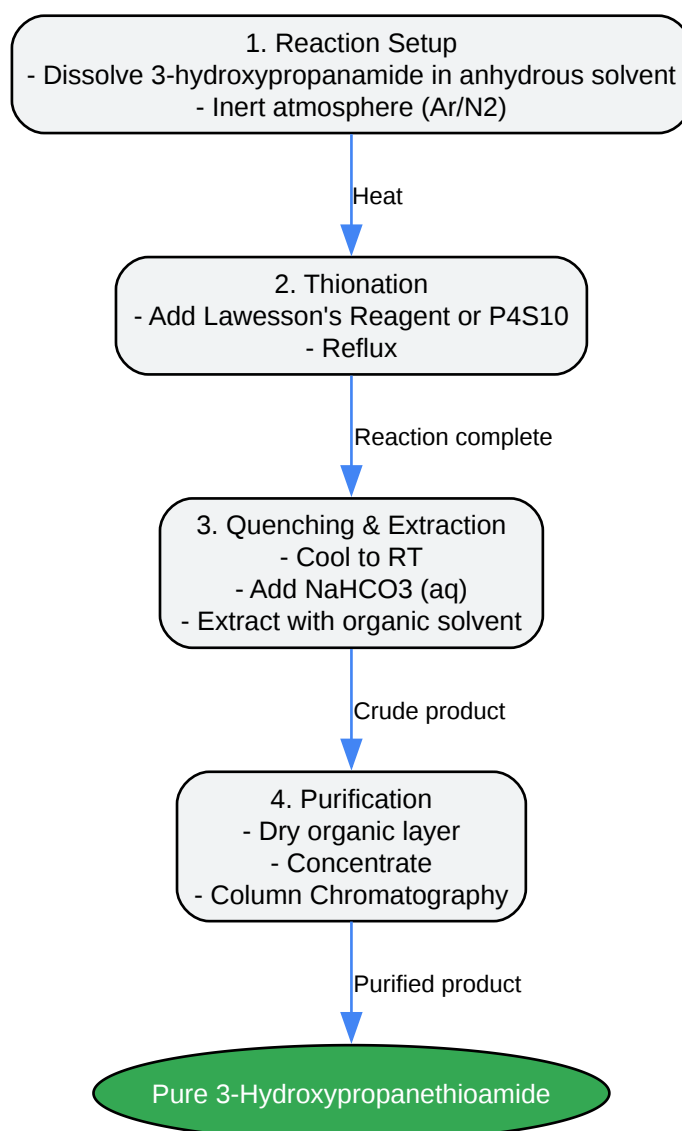 1. Reaction Setup
- Dissolve 3-hydroxypropanamide in anhydrous solvent
- Inert atmosphere (Ar/N2)
Heat
2. Thionation
- Add Lawesson's Reagent or P4S10
- Reflux
Reaction complete
3. Quenching & Extraction
- Cool to RT
- Add NaHCO3 (aq)
- Extract with organic solvent
Crude product
4. Purification
- Dry organic layer
- Concentrate
- Column Chromatography
Purified product
Pure 3-Hydroxypropanethioamide